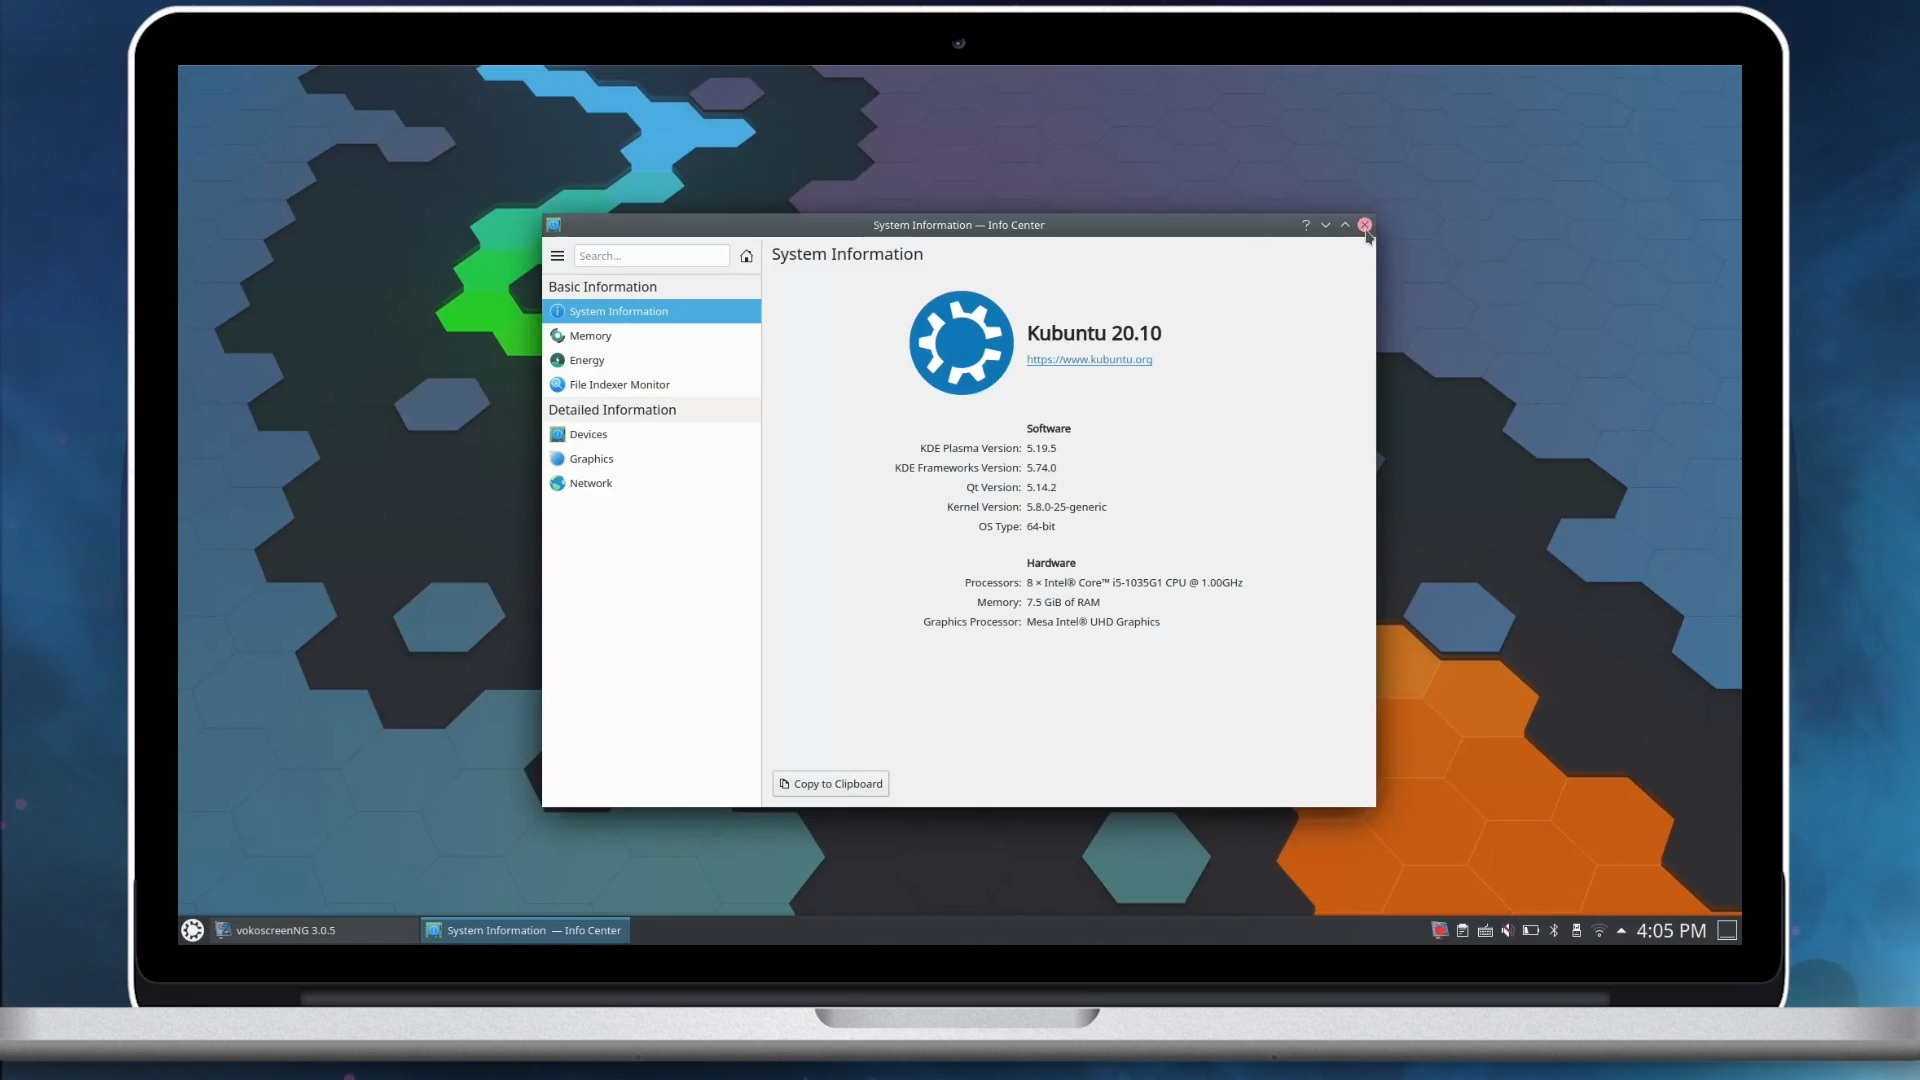 System Information — Info Center
?
Search...
System Information
Basic Information
System Information
Memory
Energy
File Indexer Monitor
Detailed Information
Devices
Graphics
Network
Kubuntu 20.10
https://www.kubuntu.org
Software
KDE Plasma Version: 5.19.5
KDE Frameworks Version: 5.74.0
Qt Version: 5.14.2
Kernel Version: 5.8.0-25-generic
OS Type: 64-bit
Hardware
Processors: 8 × Intel® Core™ i5-1035G1 CPU @ 1.00GHz
Memory: 7.5 GiB of RAM
Graphics Processor: Mesa Intel® UHD Graphics
Copy to Clipboard
vokoscreenNG 3.0.5
System Information — Info Center
4:05 PM